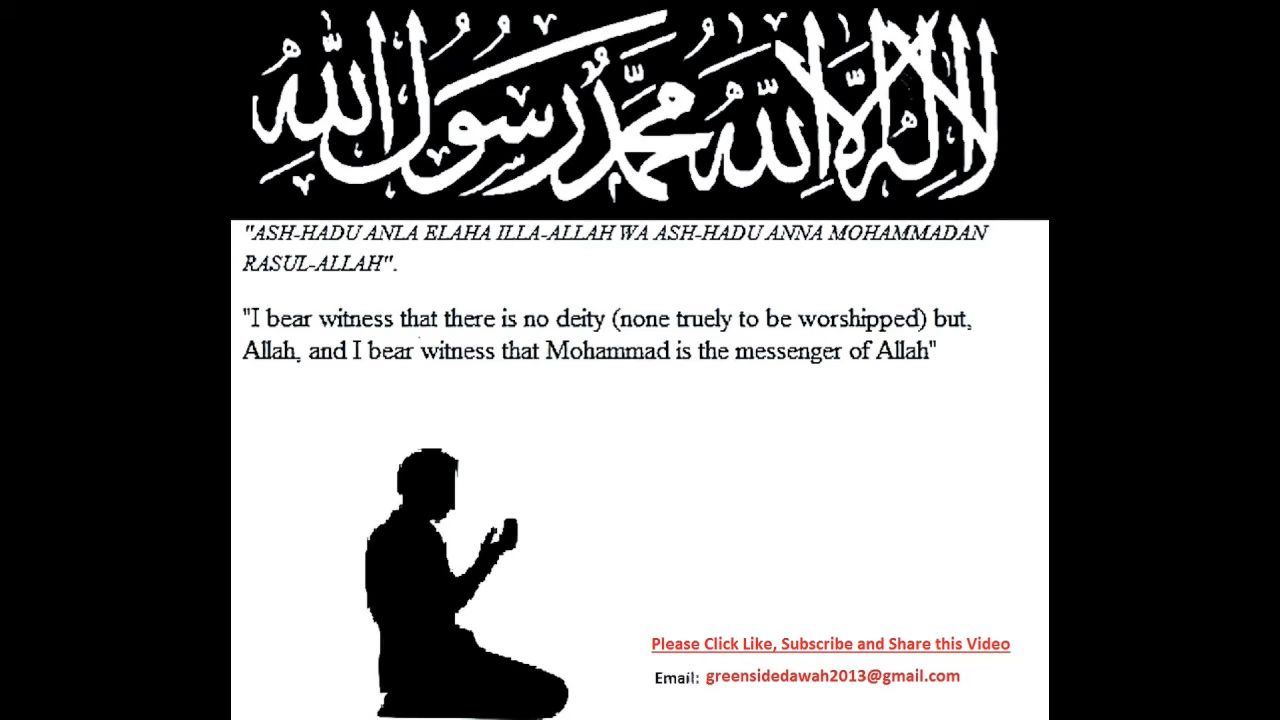 لا إله إلا الله محمد رسول الله
"ASH-HADU ANLA ELAHA ILLA-ALLAH WA ASH-HADU ANNA MOHAMMADAN
RASUL-ALLAH".
"I bear witness that there is no deity (none truely to be worshipped) but,
Allah, and I bear witness that Mohammad is the messenger of Allah"
Please Click Like, Subscribe and Share this Video
Email: greensidedawah2013@gmail.com